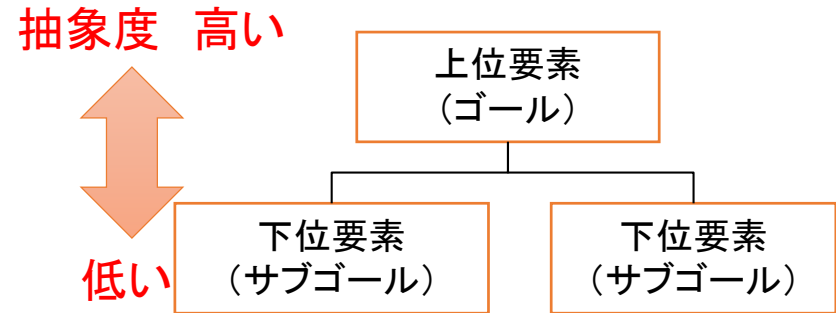 抽象度　高い
上位要素
（ゴール）
下位要素
（サブゴール）
下位要素
（サブゴール）
低い